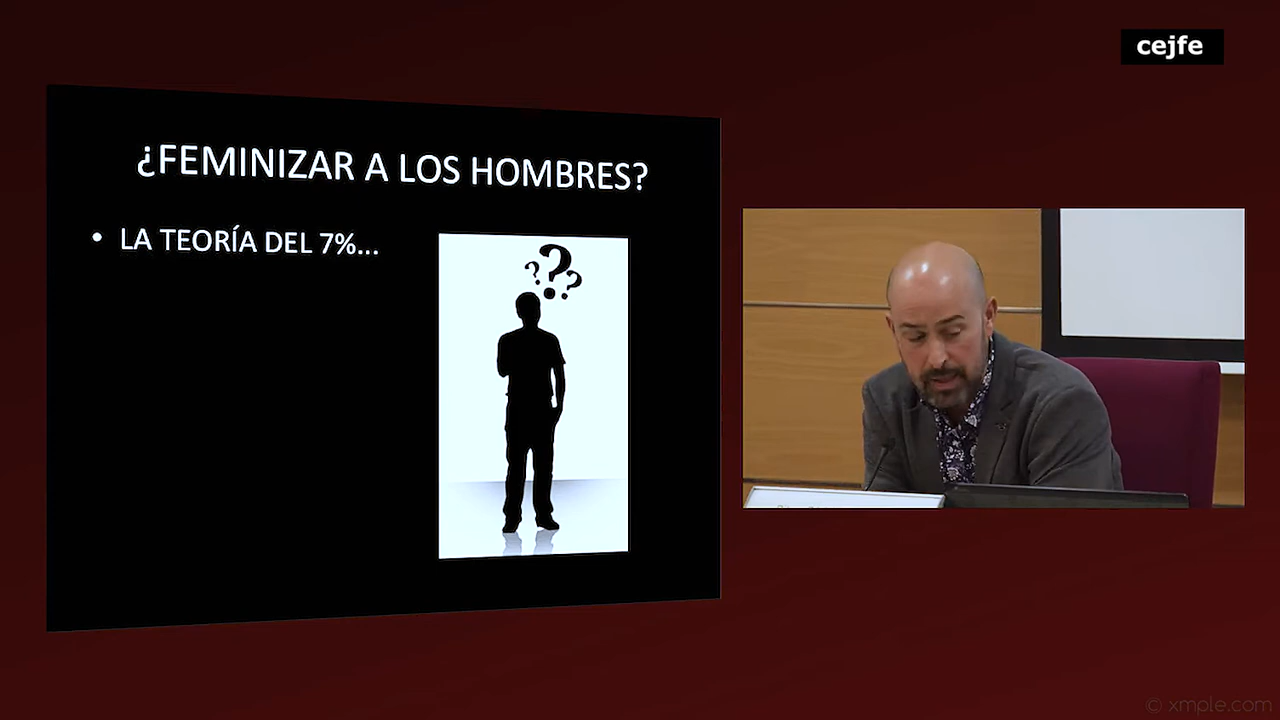 cejfe
¿FEMINIZAR A LOS HOMBRES?
• LA TEORÍA DEL 7%...
© xmple.com